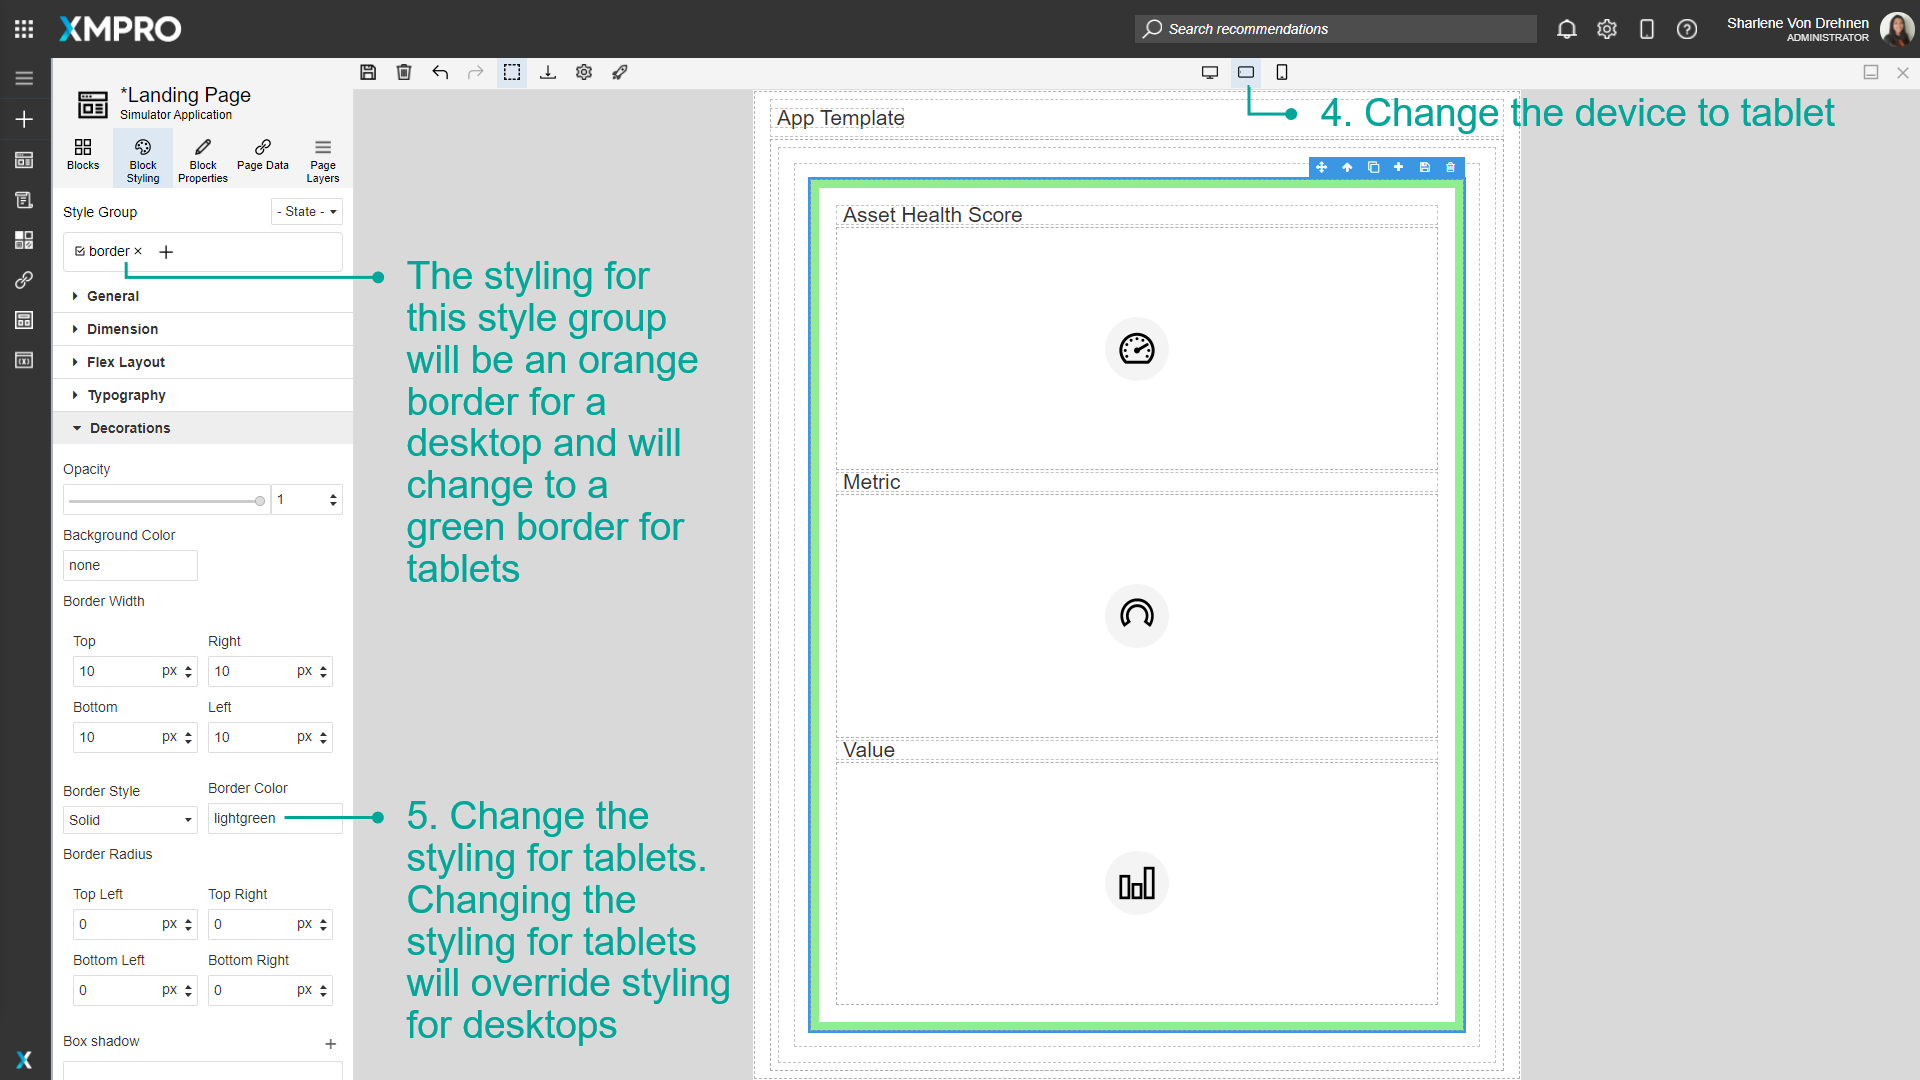 XMPRO
Search recommendations
Sharlene Von Drehnen
ADMINISTRATOR
*Landing Page
Simulator Application
Blocks
Block Styling
Block Properties
Page Data
Page Layers
Style Group
- State -
border ×
General
Dimension
Flex Layout
Typography
Decorations
Opacity
1
Background Color
none
Border Width
Top
Right
10 px
10 px
Bottom
Left
10 px
10 px
Border Style
Border Color
Solid
lightgreen
Border Radius
Top Left
Top Right
0 px
0 px
Bottom Left
Bottom Right
0 px
0 px
Box shadow
The styling for
this style group
will be an orange
border for a
desktop and will
change to a
green border for
tablets
5. Change the
styling for tablets.
Changing the
styling for tablets
will override styling
for desktops
4. Change the device to tablet
App Template
Asset Health Score
Metric
Value
X